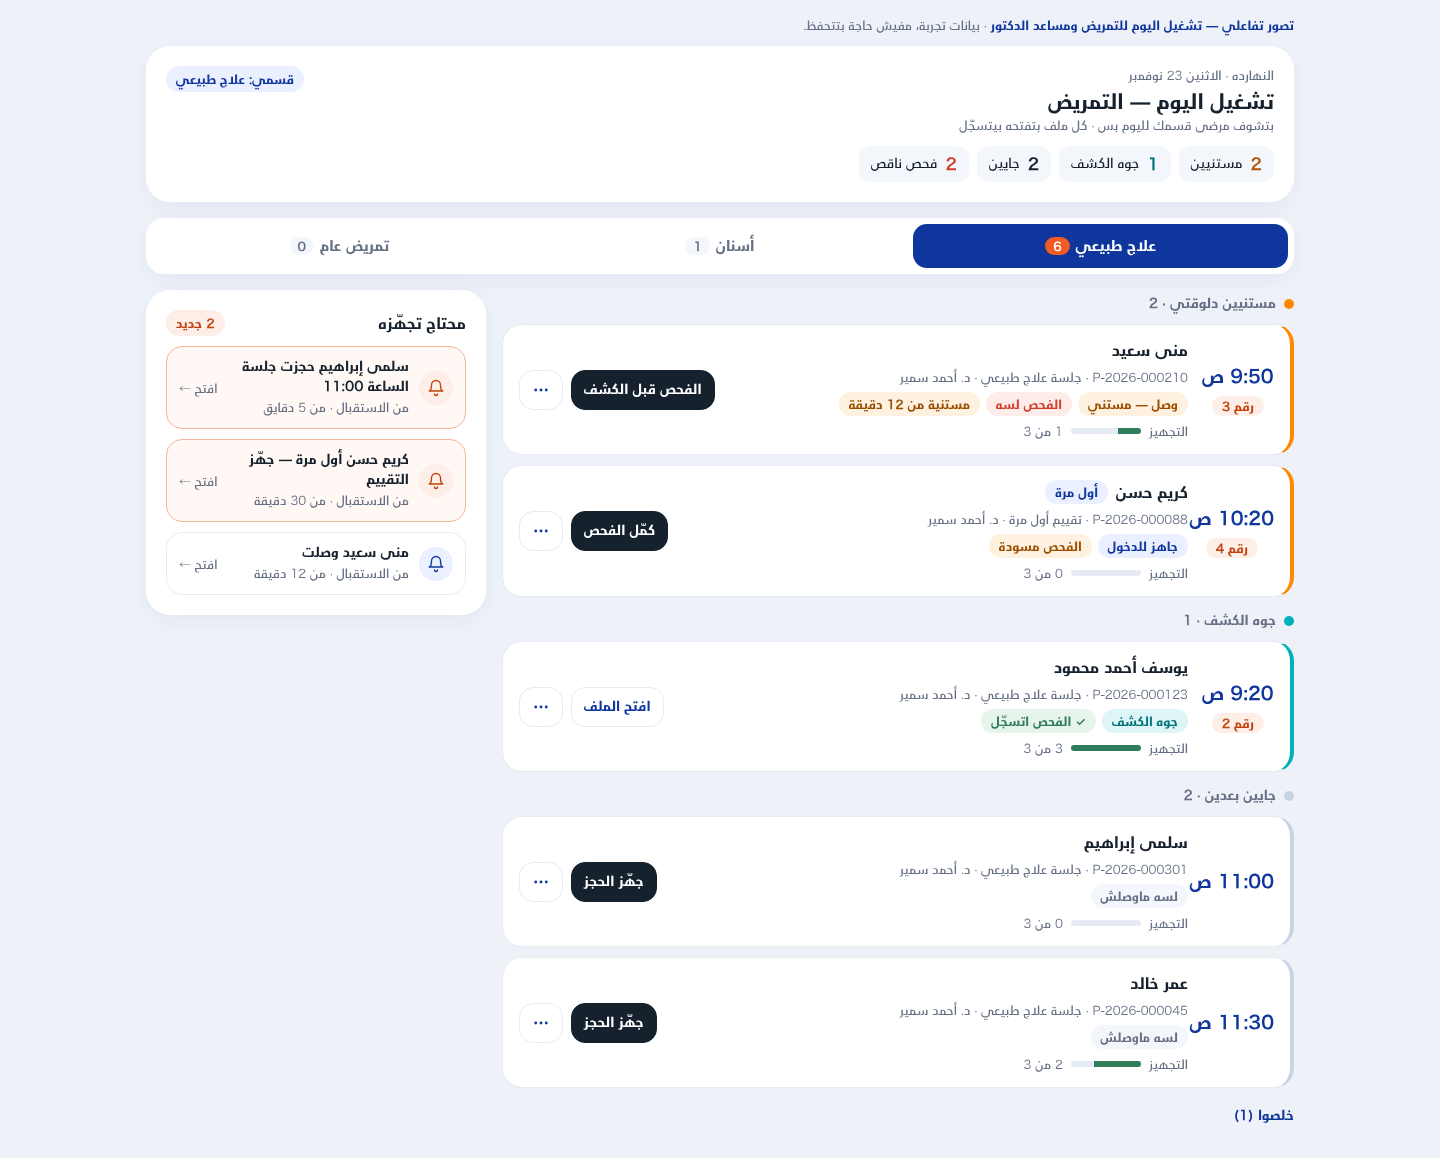 تصور تفاعلي — تشغيل اليوم للتمريض ومساعد الدكتور · بيانات تجربة، مفيش حاجة بتتحفظ.
النهارده · الاثنين 23 نوفمبر
قسمي: علاج طبيعي
تشغيل اليوم — التمريض
بتشوف مرضى قسمك لليوم بس · كل ملف بتفتحه بيتسجّل
2 مستنيين
1 جوه الكشف
2 جايين
2 فحص ناقص
علاج طبيعي 6
أسنان 1
تمريض عام 0
مستنيين دلوقتي · 2
9:50 ص
رقم 3
منى سعيد
P-2026-000210 · جلسة علاج طبيعي · د. أحمد سمير
وصل — مستني
الفحص لسه
مستنية من 12 دقيقة
التجهيز 1 من 3
الفحص قبل الكشف
···
10:20 ص
رقم 4
كريم حسن أول مرة
P-2026-000088 · تقييم أول مرة · د. أحمد سمير
جاهز للدخول
الفحص مسودة
التجهيز 0 من 3
كمّل الفحص
···
جوه الكشف · 1
9:20 ص
رقم 2
يوسف أحمد محمود
P-2026-000123 · جلسة علاج طبيعي · د. أحمد سمير
جوه الكشف
✓ الفحص اتسجّل
التجهيز 3 من 3
افتح الملف
···
جايين بعدين · 2
11:00 ص
سلمى إبراهيم
P-2026-000301 · جلسة علاج طبيعي · د. أحمد سمير
لسه ماوصلش
التجهيز 0 من 3
جهّز الحجز
···
11:30 ص
عمر خالد
P-2026-000045 · جلسة علاج طبيعي · د. أحمد سمير
لسه ماوصلش
التجهيز 2 من 3
جهّز الحجز
···
خلصوا (1)
محتاج تجهّزه
2 جديد
سلمى إبراهيم حجزت جلسة
الساعة 11:00
من الاستقبال · من 5 دقايق
افتح ←
كريم حسن أول مرة — جهّز
التقييم
من الاستقبال · من 30 دقيقة
افتح ←
منى سعيد وصلت
من الاستقبال · من 12 دقيقة
افتح ←